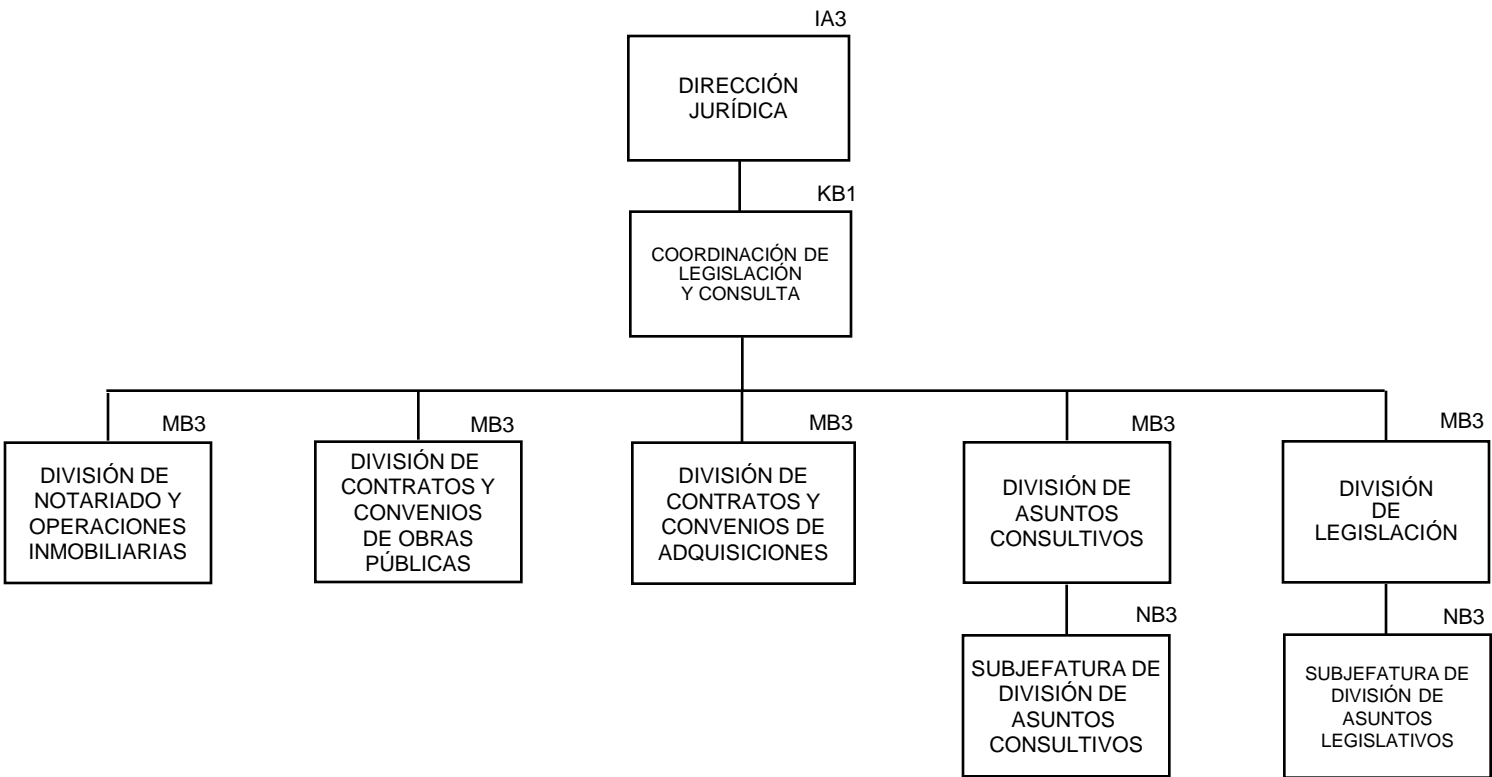 IA3
DIRECCIÓN
JURÍDICA
KB1
COORDINACIÓN DE
LEGISLACIÓN
Y CONSULTA
MB3
DIVISIÓN DE
NOTARIADO Y
OPERACIONES
INMOBILIARIAS
MB3
DIVISIÓN DE
CONTRATOS Y
CONVENIOS
DE OBRAS
PÚBLICAS
MB3
DIVISIÓN DE
CONTRATOS Y
CONVENIOS DE
ADQUISICIONES
MB3
DIVISIÓN DE
ASUNTOS
CONSULTIVOS
MB3
DIVISIÓN
DE
LEGISLACIÓN
NB3
SUBJEFATURA DE
DIVISIÓN DE
ASUNTOS
CONSULTIVOS
NB3
SUBJEFATURA DE
DIVISIÓN DE
ASUNTOS
LEGISLATIVOS